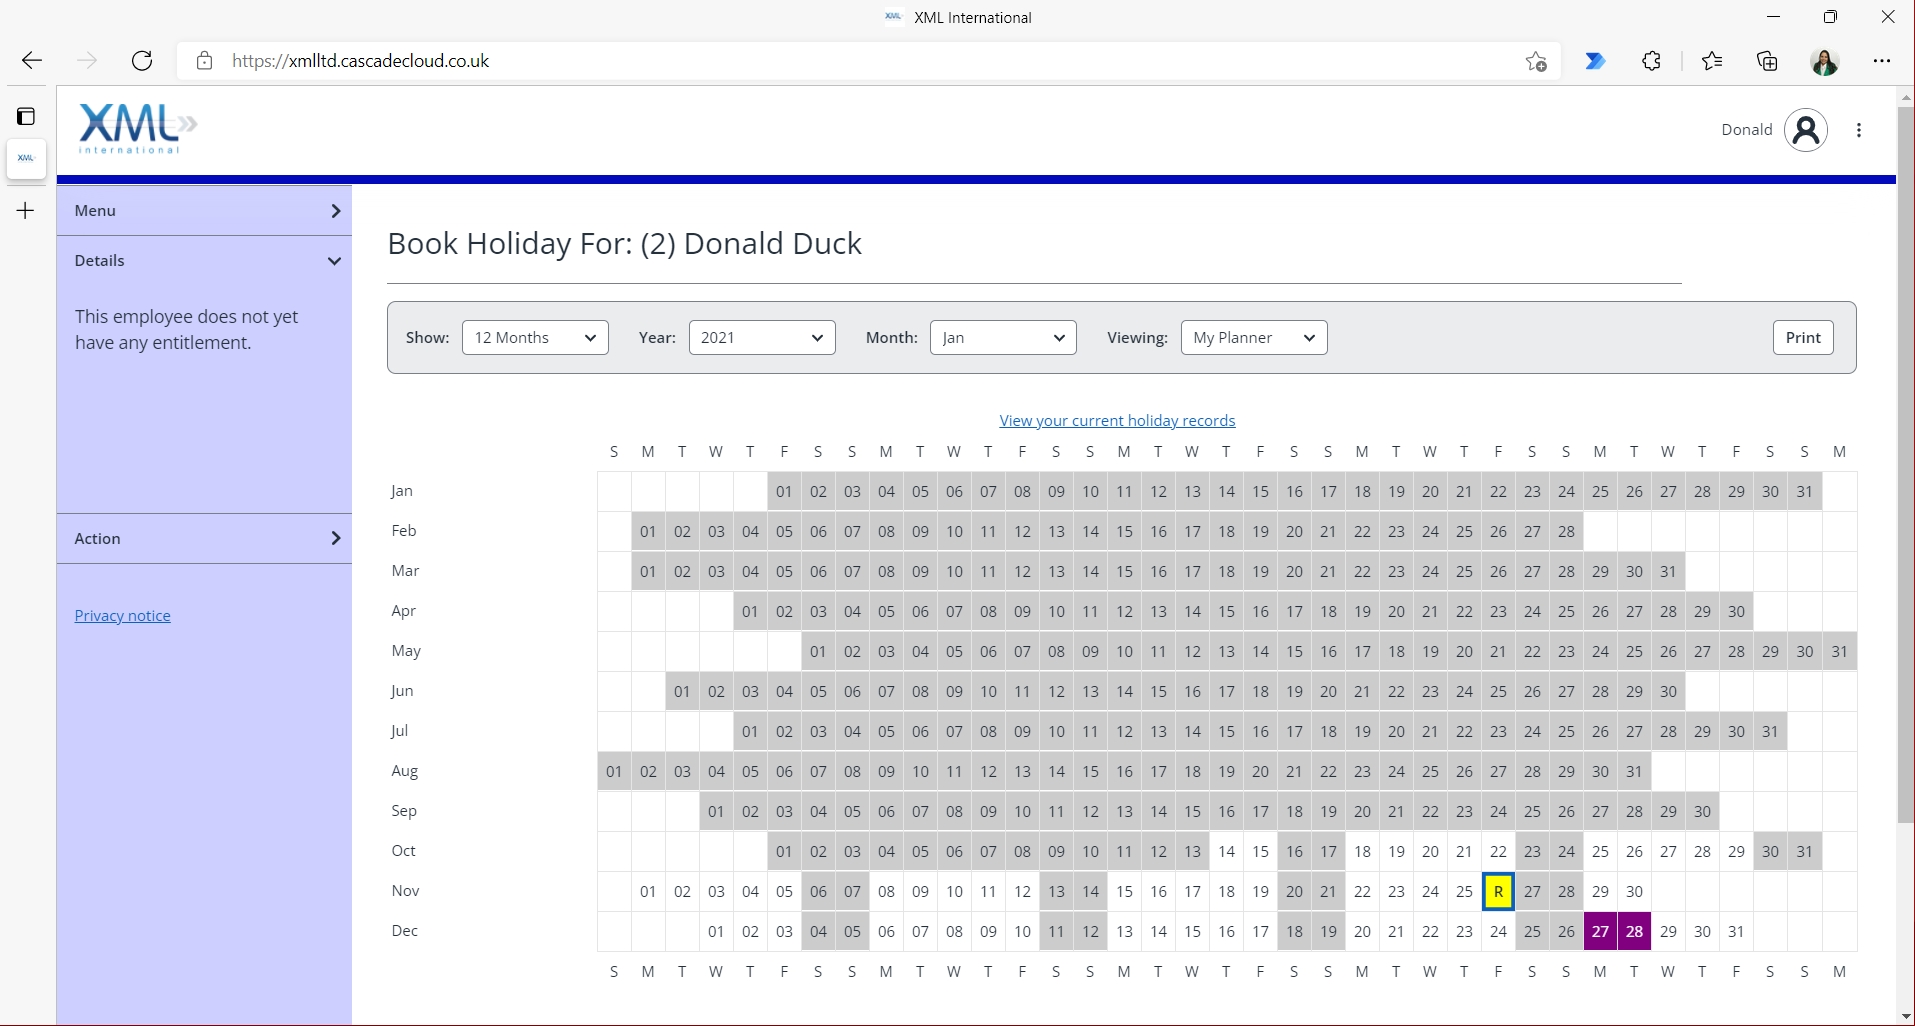 XML International
https://xmlltd.cascadecloud.co.uk
XML
international
Donald
XML
Menu
Details
This employee does not yet
have any entitlement.
Action
Privacy notice
Book Holiday For: (2) Donald Duck
Show: 12 Months Year: 2021 Month: Jan Viewing: My Planner Print
View your current holiday records
S M T W T F S S M T W T F S S M T W T F S S M T W T F S S M T W T F S S M
Jan 01 02 03 04 05 06 07 08 09 10 11 12 13 14 15 16 17 18 19 20 21 22 23 24 25 26 27 28 29 30 31
Feb 01 02 03 04 05 06 07 08 09 10 11 12 13 14 15 16 17 18 19 20 21 22 23 24 25 26 27 28
Mar 01 02 03 04 05 06 07 08 09 10 11 12 13 14 15 16 17 18 19 20 21 22 23 24 25 26 27 28 29 30 31
Apr 01 02 03 04 05 06 07 08 09 10 11 12 13 14 15 16 17 18 19 20 21 22 23 24 25 26 27 28 29 30
May 01 02 03 04 05 06 07 08 09 10 11 12 13 14 15 16 17 18 19 20 21 22 23 24 25 26 27 28 29 30 31
Jun 01 02 03 04 05 06 07 08 09 10 11 12 13 14 15 16 17 18 19 20 21 22 23 24 25 26 27 28 29 30
Jul 01 02 03 04 05 06 07 08 09 10 11 12 13 14 15 16 17 18 19 20 21 22 23 24 25 26 27 28 29 30 31
Aug 01 02 03 04 05 06 07 08 09 10 11 12 13 14 15 16 17 18 19 20 21 22 23 24 25 26 27 28 29 30 31
Sep 01 02 03 04 05 06 07 08 09 10 11 12 13 14 15 16 17 18 19 20 21 22 23 24 25 26 27 28 29 30
Oct 01 02 03 04 05 06 07 08 09 10 11 12 13 14 15 16 17 18 19 20 21 22 23 24 25 26 27 28 29 30 31
Nov 01 02 03 04 05 06 07 08 09 10 11 12 13 14 15 16 17 18 19 20 21 22 23 24 25 R 27 28 29 30
Dec 01 02 03 04 05 06 07 08 09 10 11 12 13 14 15 16 17 18 19 20 21 22 23 24 25 26 27 28 29 30 31
S M T W T F S S M T W T F S S M T W T F S S M T W T F S S M T W T F S S M